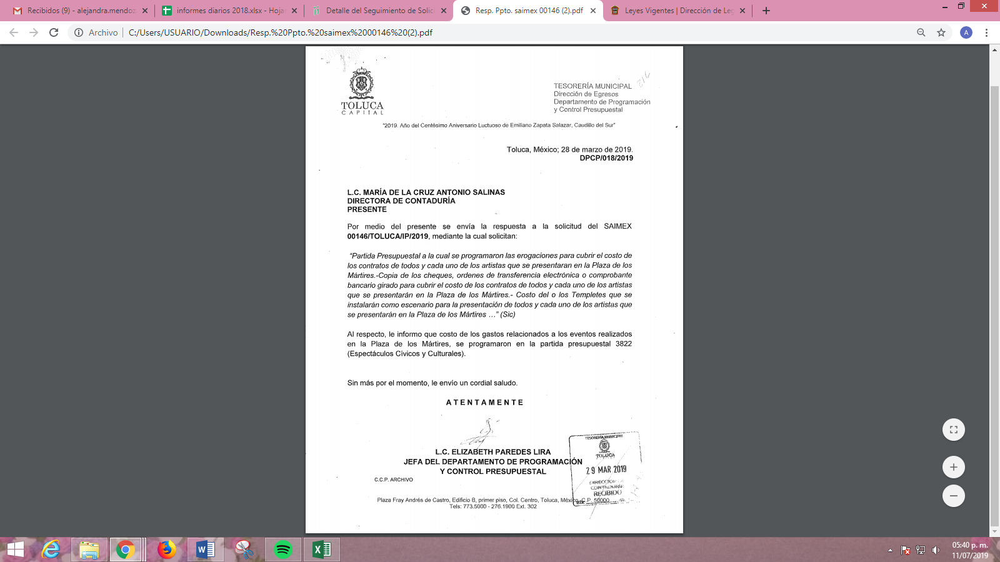 Recibidos (9) - alejandra.mendoz
informes diarios 2018.xlsx - Hoja
Detalle del Seguimiento de Solic
Resp. Ppto. saimex 00146 (2).pdf
Leyes Vigentes | Dirección de Leg
Archivo
C:/Users/USUARIO/Downloads/Resp.%20Ppto.%20saimex%2000146%20(2).pdf
A
TOLUCA
CAPITAL
TESORERÍA MUNICIPAL
Dirección de Egresos
Departamento de Programación
y Control Presupuestal
"2019. Año del Centésimo Aniversario Luctuoso de Emiliano Zapata Salazar, Caudillo del Sur"
Toluca, México; 28 de marzo de 2019.
DPCP/018/2019
L.C. MARÍA DE LA CRUZ ANTONIO SALINAS
DIRECTORA DE CONTADURÍA
PRESENTE
Por medio del presente se envía la respuesta a la solicitud del SAIMEX
00146/TOLUCA/IP/2019, mediante la cual solicitan:
"Partida Presupuestal a la cual se programaron las erogaciones para cubrir el costo de
los contratos de todos y cada uno de los artistas que se presentaran en la Plaza de los
Mártires.-Copia de los cheques, ordenes de transferencia electrónica o comprobante
bancario girado para cubrir el costo de los contratos de todos y cada uno de los artistas
que se presentarán en la Plaza de los Mártires.- Costo del o los Templetes que se
instalarán como escenario para la presentación de todos y cada uno de los artistas que
se presentarán en la Plaza de los Mártires ..." (Sic)
Al respecto, le informo que costo de los gastos relacionados a los eventos realizados
en la Plaza de los Mártires, se programaron en la partida presupuestal 3822
(Espectáculos Cívicos y Culturales).
Sin más por el momento, le envío un cordial saludo.
ATENTAMENTE
L.C. ELIZABETH PAREDES LIRA
JEFA DEL DEPARTAMENTO DE PROGRAMACIÓN
Y CONTROL PRESUPUESTAL
C.C.P. ARCHIVO
TESORERÍA MUNICIPAL
TOLUCA
29 MAR 2019
DIRECCIÓN
CONTADURÍA
RECIBIDO
Plaza Fray Andrés de Castro, Edificio B, primer piso, Col. Centro, Toluca, México, C.P. 50000
Tels: 773.5000 - 276.1900 Ext. 302
05:40 p. m.
11/07/2019